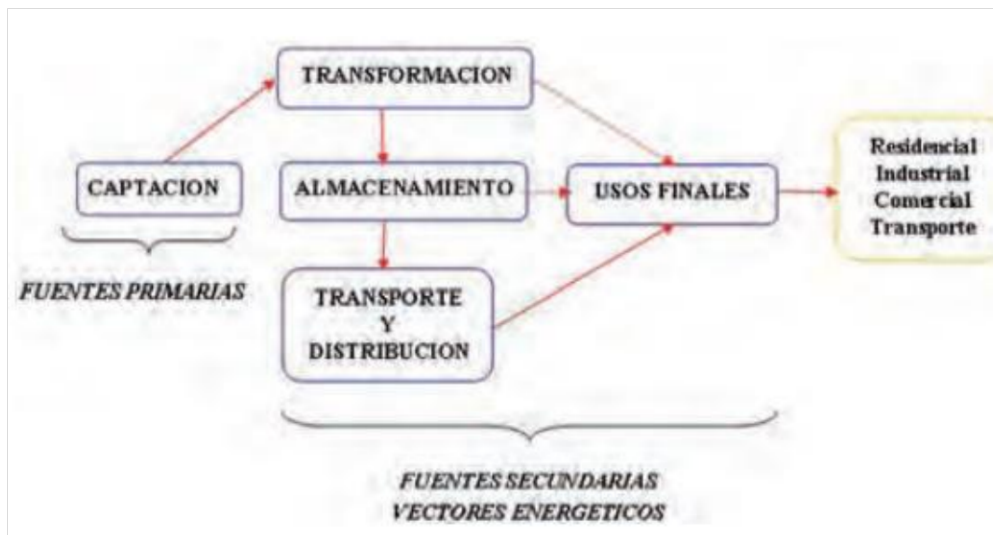 TRANSFORMACION
CAPTACION
ALMACENAMIENTO
USOS FINALES
Residencial
Industrial
Comercial
Transporte
FUENTES PRIMARIAS
TRANSPORTE
Y
DISTRIBUCION
FUENTES SECUNDARIAS
VECTORES ENERGETICOS